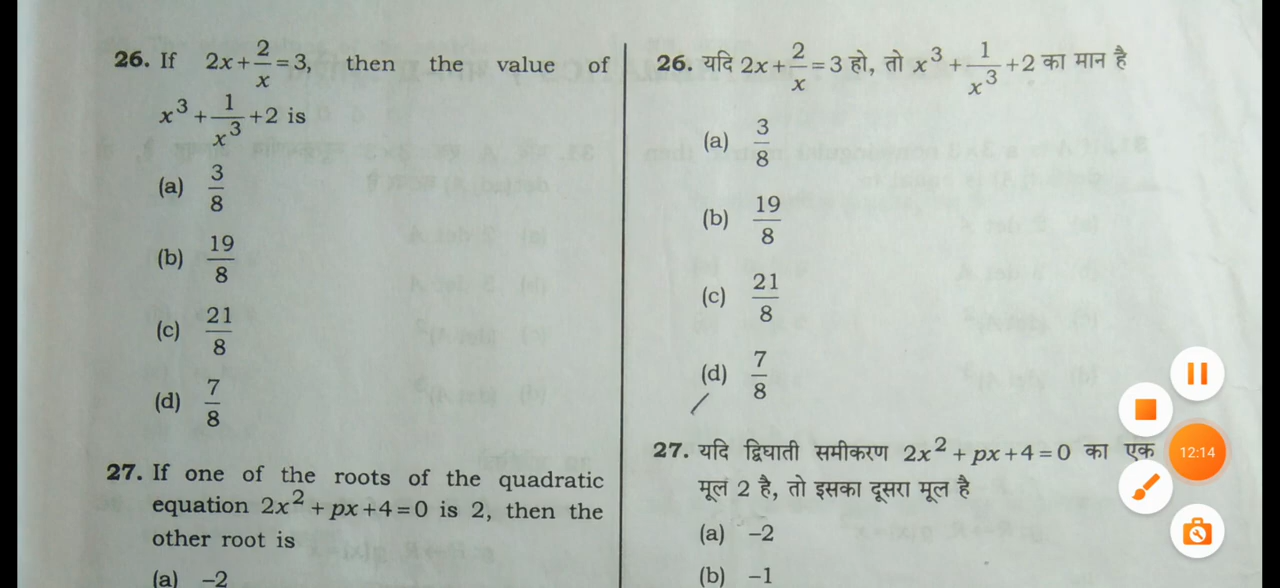 26. If 2x+2/x=3, then the value of
x³+1/x³+2 is
(a) 3/8
(b) 19/8
(c) 21/8
(d) 7/8
27. If one of the roots of the quadratic
equation 2x²+px+4=0 is 2, then the
other root is
(a) −2
26. यदि 2x+2/x=3 हो, तो x³+1/x³+2 का मान है
(a) 3/8
(b) 19/8
(c) 21/8
(d) 7/8
27. यदि द्विघाती समीकरण 2x²+px+4=0 का एक
मूल 2 है, तो इसका दूसरा मूल है
(a) −2
(b) −1
12:14